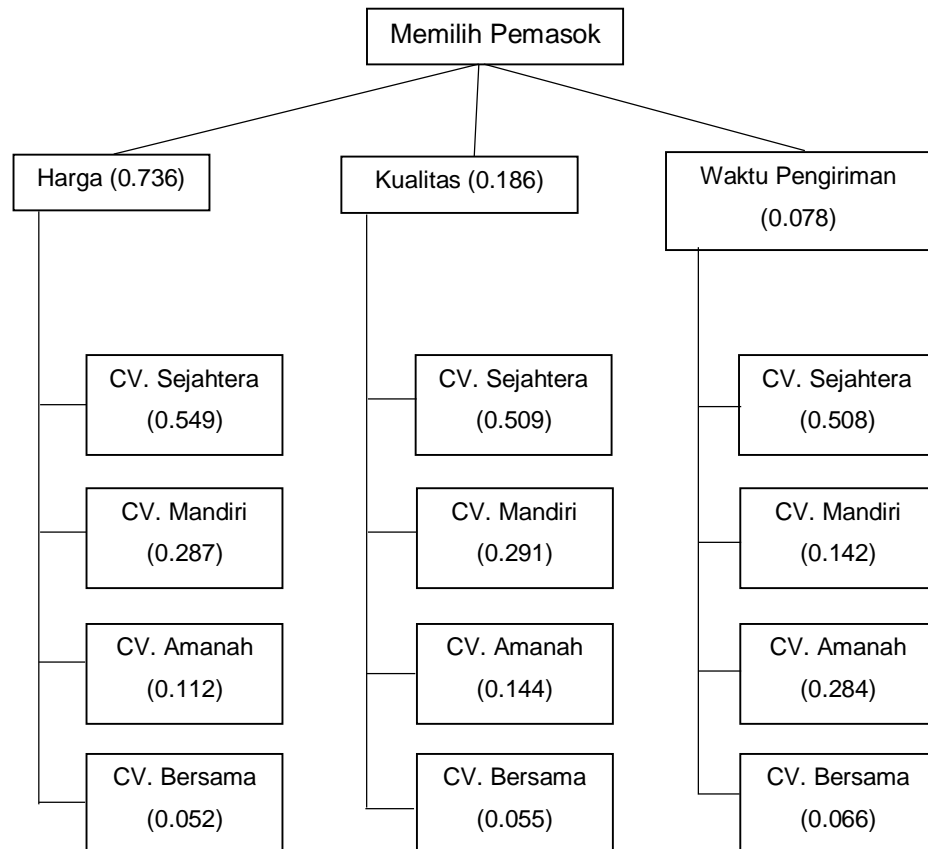 Memilih Pemasok
Harga (0.736)
Kualitas (0.186)
Waktu Pengiriman
(0.078)
CV. Sejahtera
(0.549)
CV. Mandiri
(0.287)
CV. Amanah
(0.112)
CV. Bersama
(0.052)
CV. Sejahtera
(0.509)
CV. Mandiri
(0.291)
CV. Amanah
(0.144)
CV. Bersama
(0.055)
CV. Sejahtera
(0.508)
CV. Mandiri
(0.142)
CV. Amanah
(0.284)
CV. Bersama
(0.066)